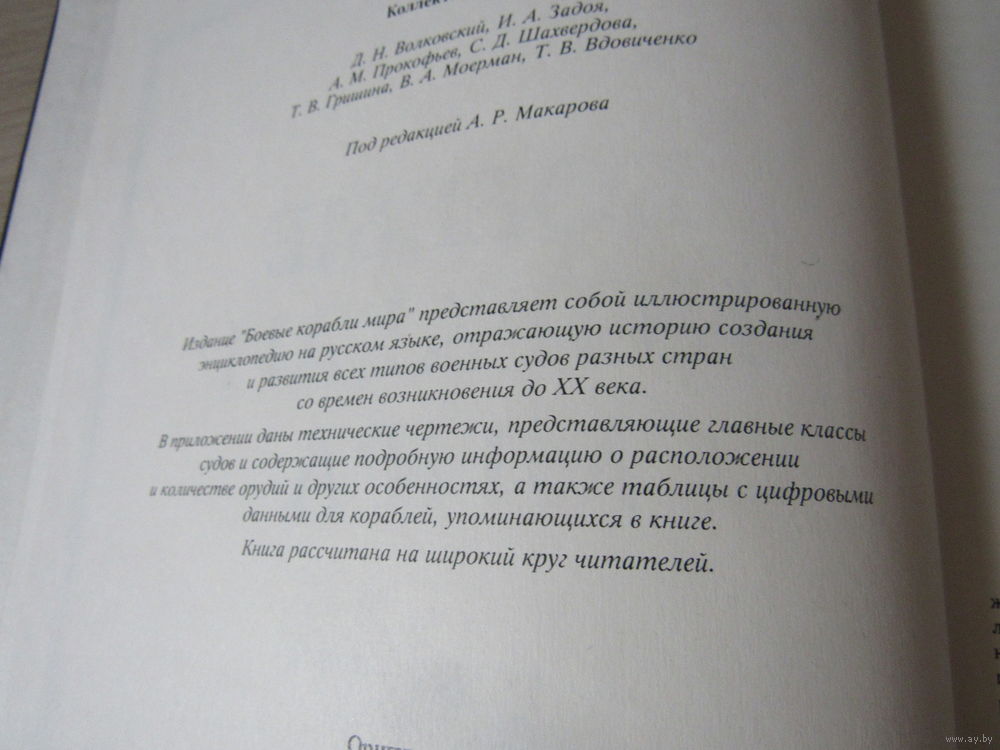 Д. Н. Волковский, И. А. Задоя,
А. М. Прокофьев, С. Д. Шахвердова,
Т. В. Гришина, В. А. Моерман, Т. В. Вдовиченко
Под редакцией А. Р. Макарова
Издание "Боевые корабли мира" представляет собой иллюстрированную
энциклопедию на русском языке, отражающую историю создания
и развития всех типов военных судов разных стран
со времен возникновения до XX века.
В приложении даны технические чертежи, представляющие главные классы
судов и содержащие подробную информацию о расположении
и количестве орудий и других особенностях, а также таблицы с цифровыми
данными для кораблей, упоминающихся в книге.
Книга рассчитана на широкий круг читателей.
www.ay.by